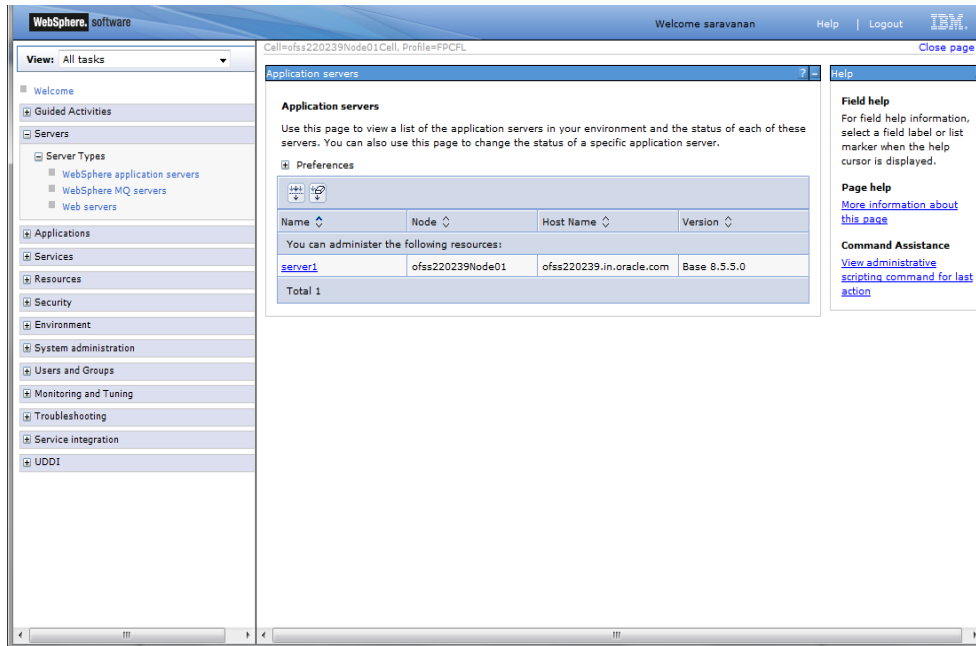 WebSphere. software
Welcome saravanan
Help | Logout
IBM.
View: All tasks
Welcome
Guided Activities
Servers
Server Types
WebSphere application servers
WebSphere MQ servers
Web servers
Applications
Services
Resources
Security
Environment
System administration
Users and Groups
Monitoring and Tuning
Troubleshooting
Service integration
UDDI
Cell=ofss220239Node01Cell, Profile=FPCFL
Close page
Application servers
? -
Application servers
Use this page to view a list of the application servers in your environment and the status of each of these
servers. You can also use this page to change the status of a specific application server.
Preferences
Name Node Host Name Version
You can administer the following resources:
server1 ofss220239Node01 ofss220239.in.oracle.com Base 8.5.5.0
Total 1
Help
Field help
For field help information,
select a field label or list
marker when the help
cursor is displayed.
Page help
More information about
this page
Command Assistance
View administrative
scripting command for last
action